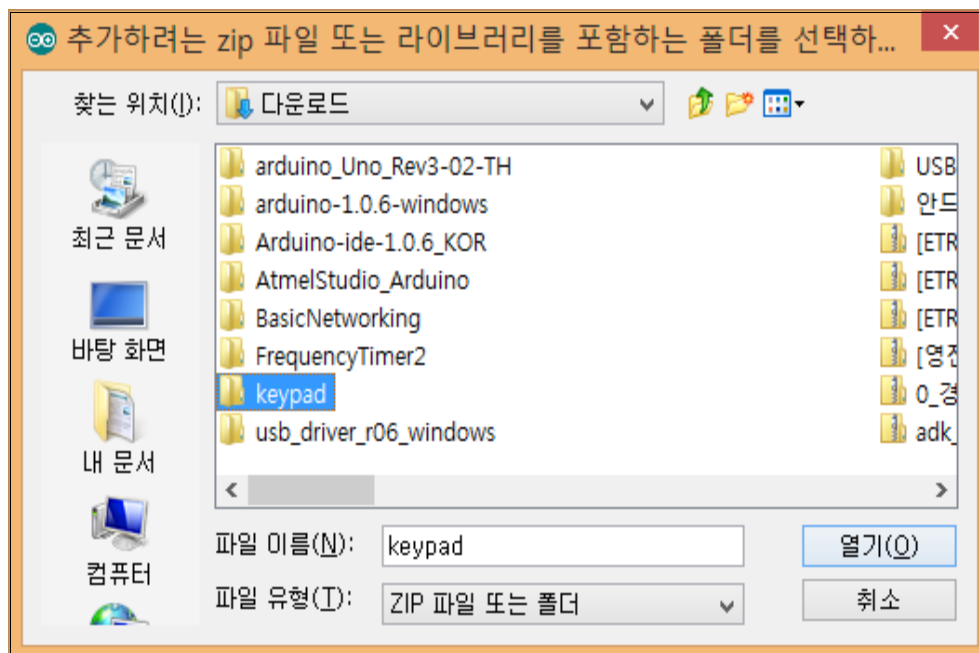 추가하려는 zip 파일 또는 라이브러리를 포함하는 폴더를 선택하...
찾는 위치(I): 다운로드
최근 문서
바탕 화면
내 문서
컴퓨터
arduino_Uno_Rev3-02-TH
arduino-1.0.6-windows
Arduino-ide-1.0.6_KOR
AtmelStudio_Arduino
BasicNetworking
FrequencyTimer2
keypad
usb_driver_r06_windows
USB
안드
[ETR
[ETR
[ETR
[영진
0_경
adk_
파일 이름(N): keypad
열기(O)
파일 유형(T): ZIP 파일 또는 폴더
취소